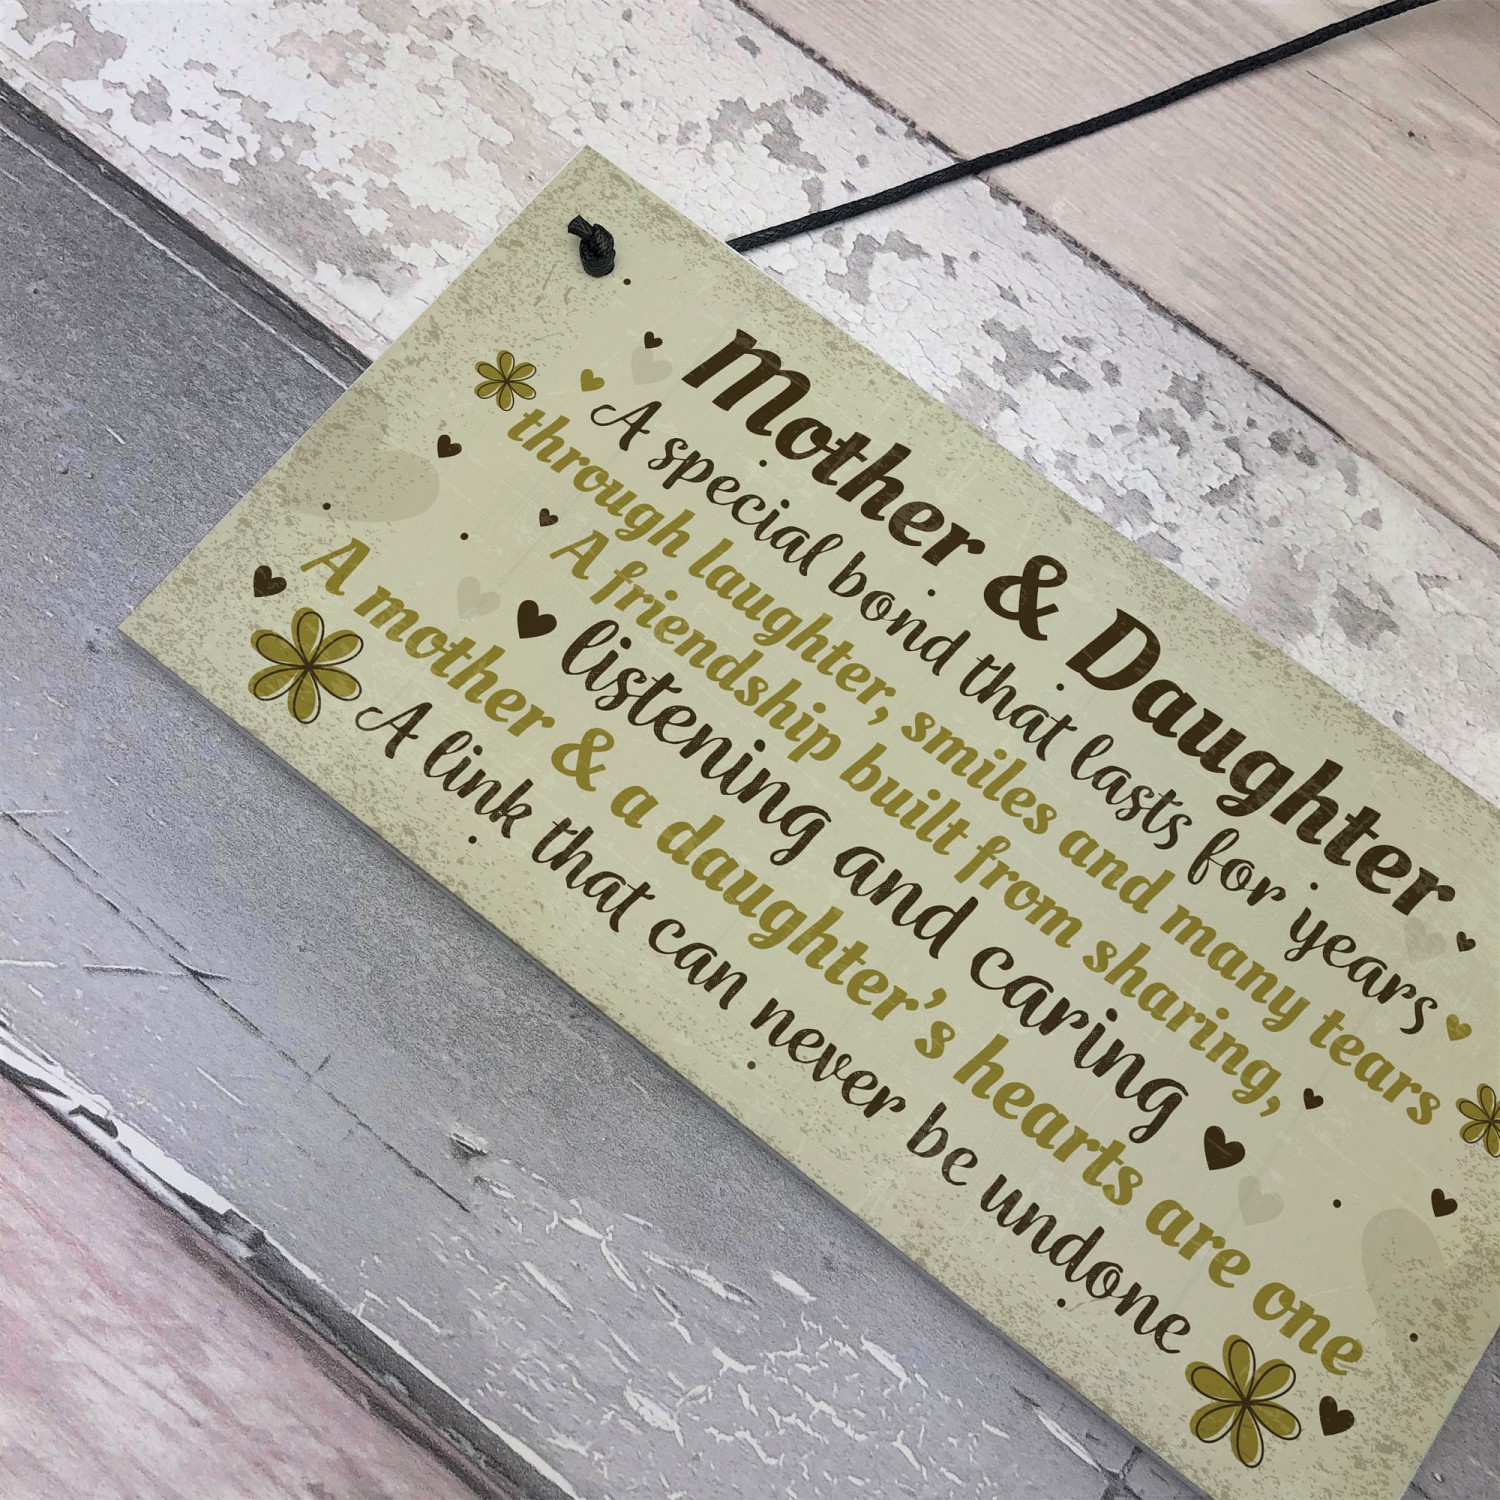 Mother & Daughter
A special bond that lasts for years
through laughter, smiles and many tears
A friendship built from sharing,
listening and caring
A mother & a daughter's hearts are one
A link that can never be undone